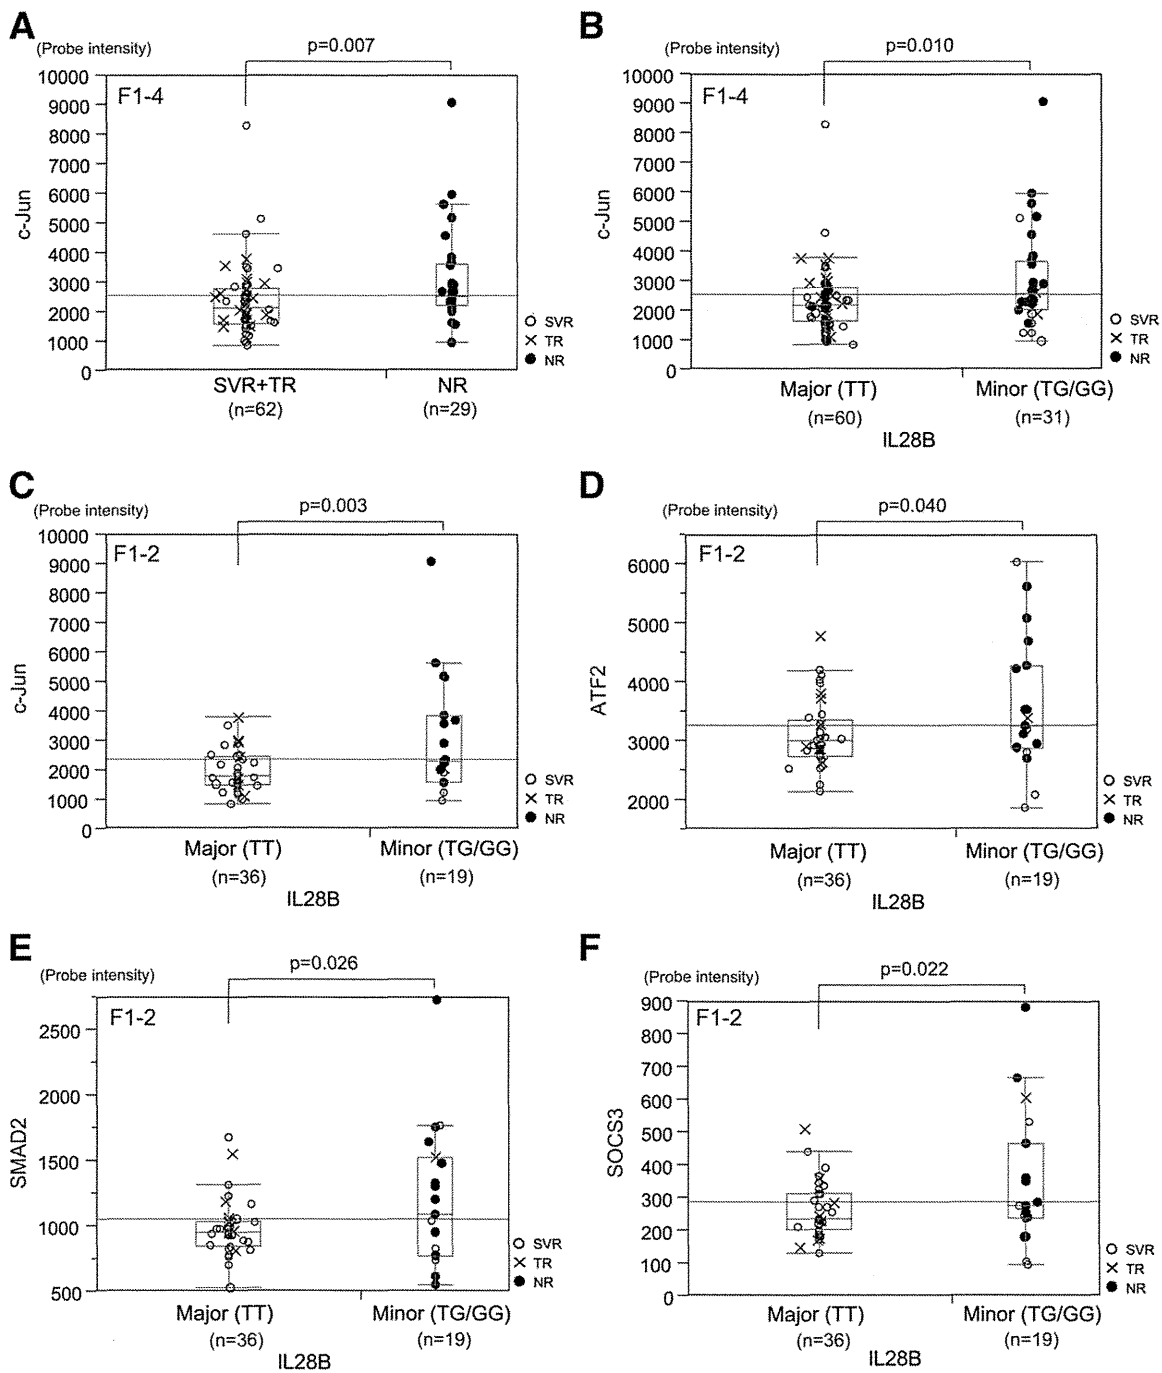 A
(Probe intensity)
p=0.007
F1-4
10000
9000
8000
7000
6000
5000
4000
3000
2000
1000
0
c-Jun
SVR+TR
NR
(n=62)
(n=29)
SVR
TR
NR
B
(Probe intensity)
p=0.010
F1-4
10000
9000
8000
7000
6000
5000
4000
3000
2000
1000
0
c-Jun
Major (TT)
Minor (TG/GG)
(n=60)
(n=31)
IL28B
SVR
TR
NR
C
(Probe intensity)
p=0.003
F1-2
10000
9000
8000
7000
6000
5000
4000
3000
2000
1000
0
c-Jun
Major (TT)
Minor (TG/GG)
(n=36)
(n=19)
IL28B
SVR
TR
NR
D
(Probe intensity)
p=0.040
F1-2
6000
5000
4000
3000
2000
ATF2
Major (TT)
Minor (TG/GG)
(n=36)
(n=19)
IL28B
SVR
TR
NR
E
(Probe intensity)
p=0.026
F1-2
2500
2000
1500
1000
500
SMAD2
Major (TT)
Minor (TG/GG)
(n=36)
(n=19)
IL28B
SVR
TR
NR
F
(Probe intensity)
p=0.022
F1-2
900
800
700
600
500
400
300
200
100
0
SOCS3
Major (TT)
Minor (TG/GG)
(n=36)
(n=19)
IL28B
SVR
TR
NR